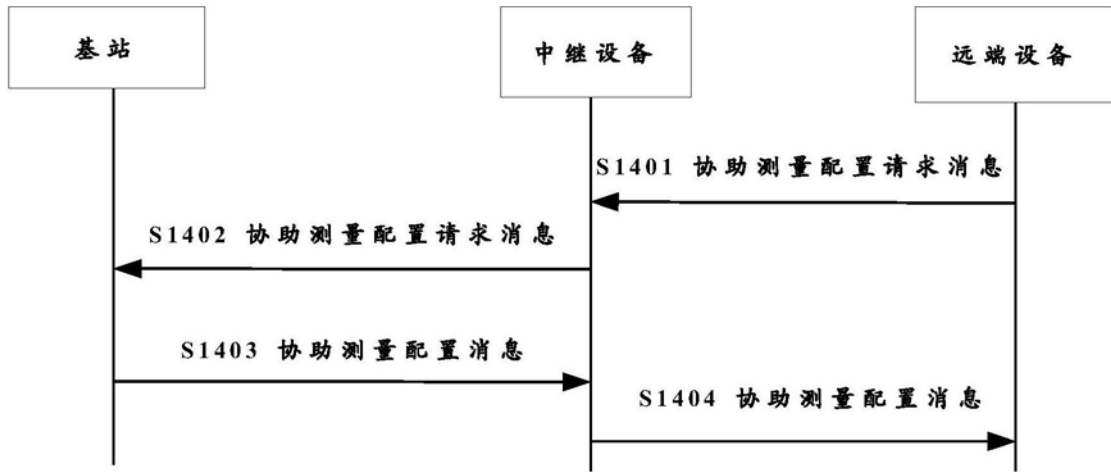 基站
中继设备
远端设备
S1401 协助测量配置请求消息
S1402 协助测量配置请求消息
S1403 协助测量配置消息
S1404 协助测量配置消息